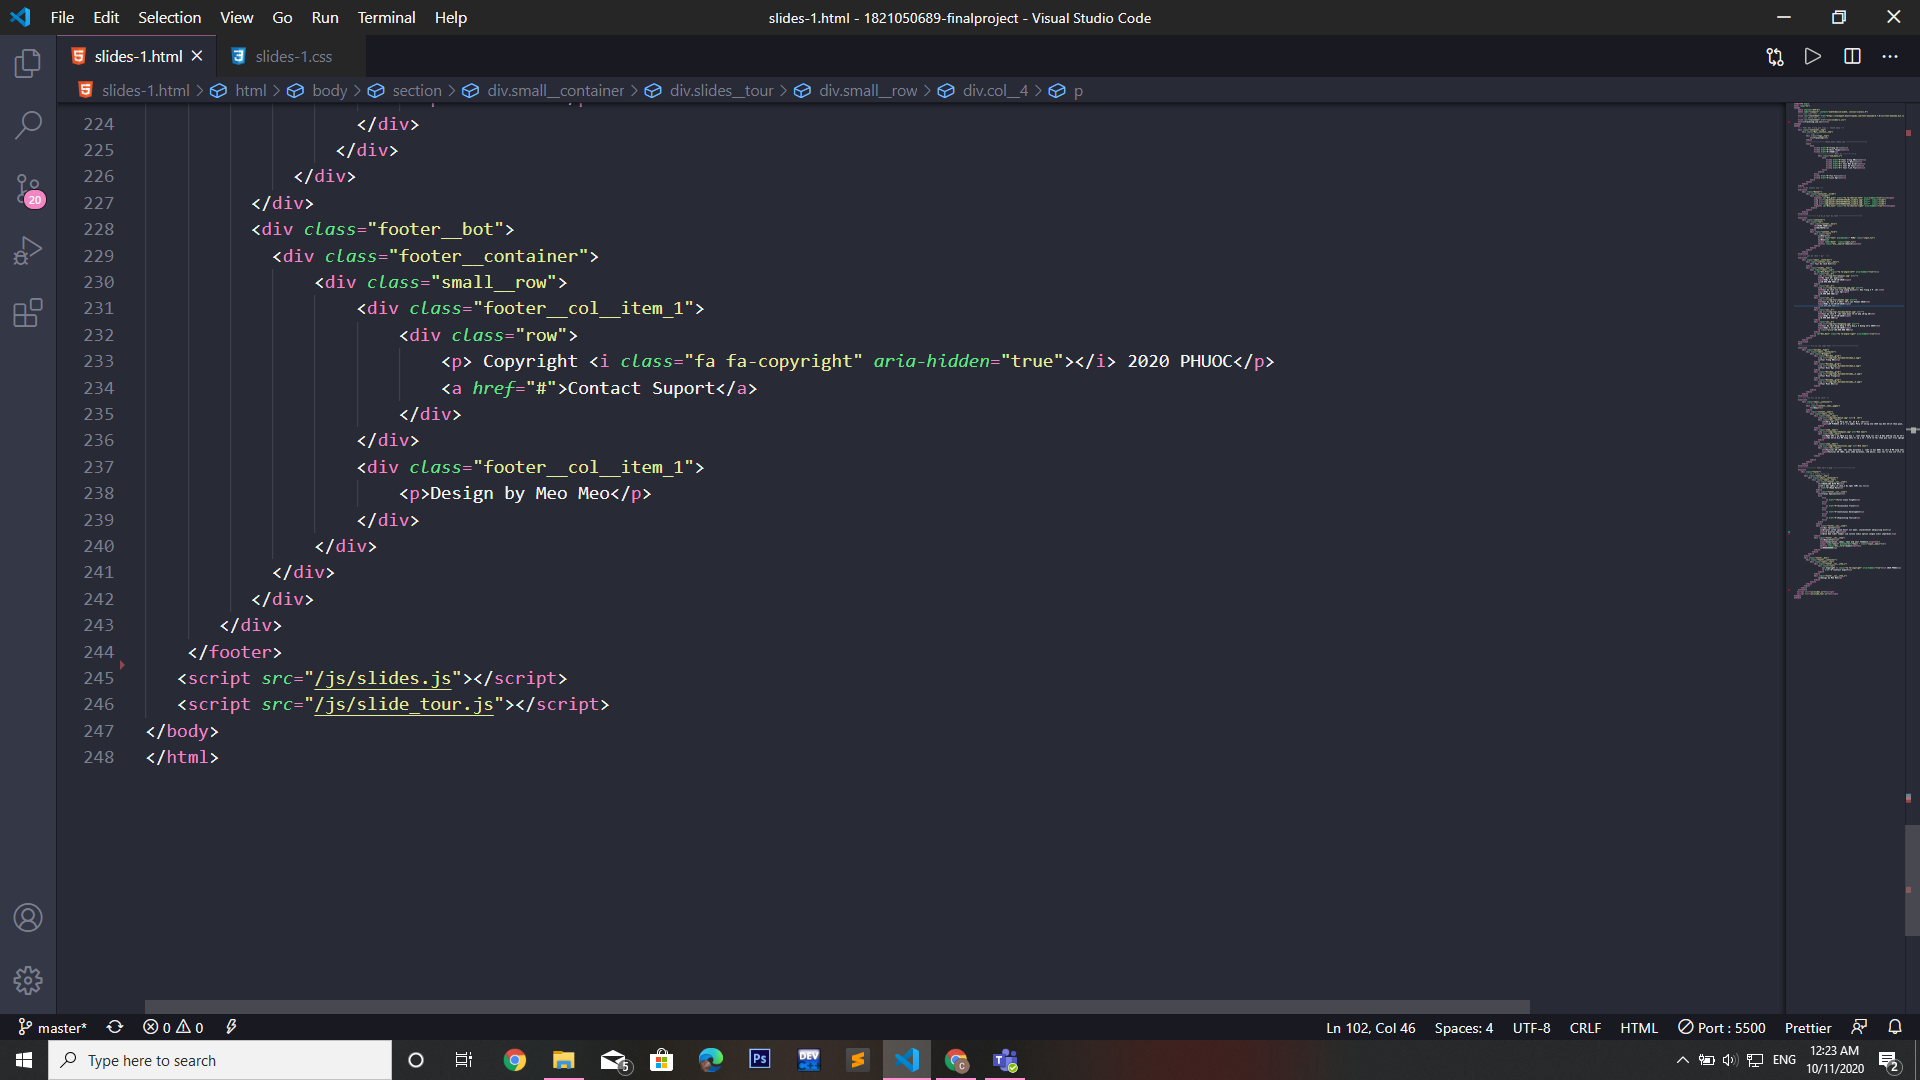 File Edit Selection View Go Run Terminal Help
slides-1.html - 1821050689-finalproject - Visual Studio Code
slides-1.html
slides-1.css
slides-1.html > html > body > section > div.small__container > div.slides__tour > div.small__row > div.col__4 > p
224 </div>
225 </div>
226 </div>
227 </div>
228 <div class="footer__bot">
229 <div class="footer__container">
230 <div class="small__row">
231 <div class="footer__col__item_1">
232 <div class="row">
233 <p> Copyright <i class="fa fa-copyright" aria-hidden="true"></i> 2020 PHUOC</p>
234 <a href="#">Contact Suport</a>
235 </div>
236 </div>
237 <div class="footer__col__item_1">
238 <p>Design by Meo Meo</p>
239 </div>
240 </div>
241 </div>
242 </div>
243 </div>
244 </footer>
245 <script src="/js/slides.js"></script>
246 <script src="/js/slide_tour.js"></script>
247 </body>
248 </html>
20
master* 0 0 Ln 102, Col 46 Spaces: 4 UTF-8 CRLF HTML Port : 5500 Prettier
Type here to search
5
Ps
DEV
C
T
ENG
12:23 AM
10/11/2020
2